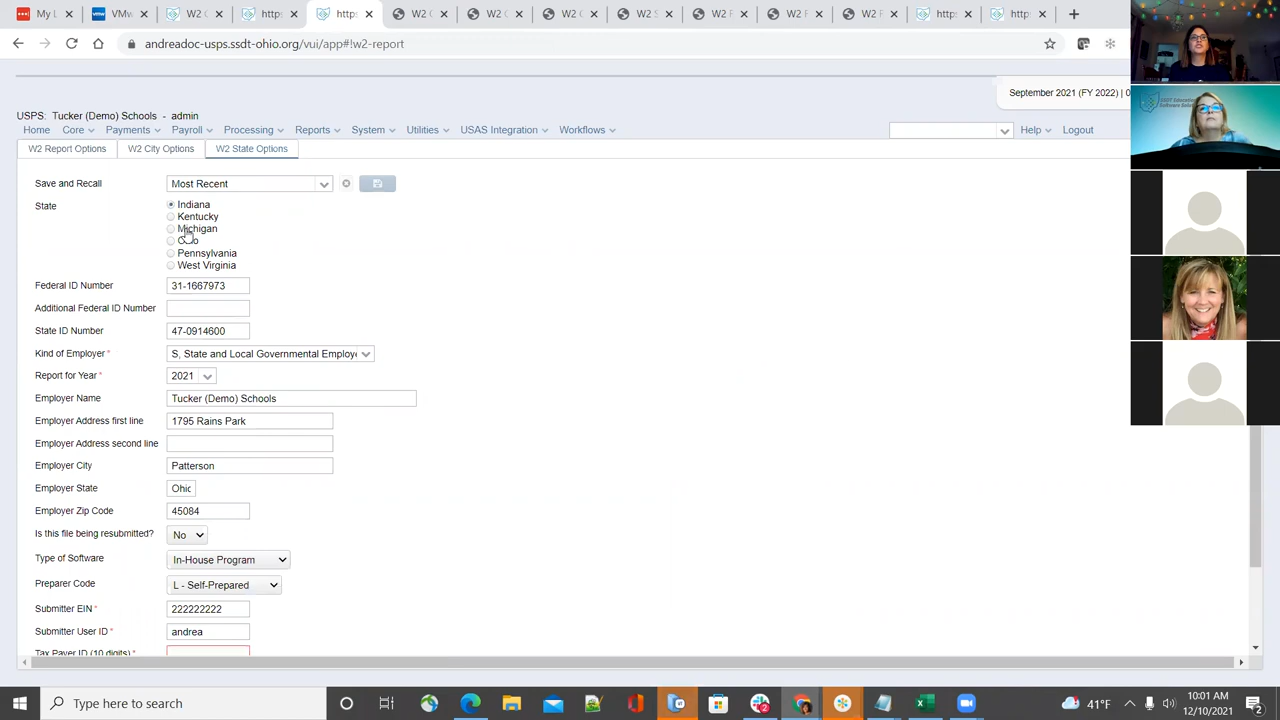 My L
VMw
W2 C
https
https
W2 C
W2 C
W2 S
W2 F
W2
W2 F
https
https
andreadoc-usps.ssdt-ohio.org/vui/app#!w2-report
September 2021 (FY 2022) | 0
USPS Tucker (Demo) Schools - admin
Home Core Payments Payroll Processing Reports System Utilities USAS Integration Workflows Help Logout
W2 Report Options W2 City Options W2 State Options
Save and Recall Most Recent
State Indiana
Kentucky
Michigan
Pennsylvania
West Virginia
Federal ID Number 31-1667973
Additional Federal ID Number
State ID Number 47-0914600
Kind of Employer * S, State and Local Governmental Employe
Report for Year * 2021
Employer Name Tucker (Demo) Schools
Employer Address first line 1795 Rains Park
Employer Address second line
Employer City Patterson
Employer State Ohio
Employer Zip Code 45084
Is this file being resubmitted? No
Type of Software In-House Program
Preparer Code L - Self-Prepared
Submitter EIN * 222222222
Submitter User ID * andrea
Tax Payer ID (10 digits) *
Type here to search
41°F
10:01 AM
12/10/2021
2